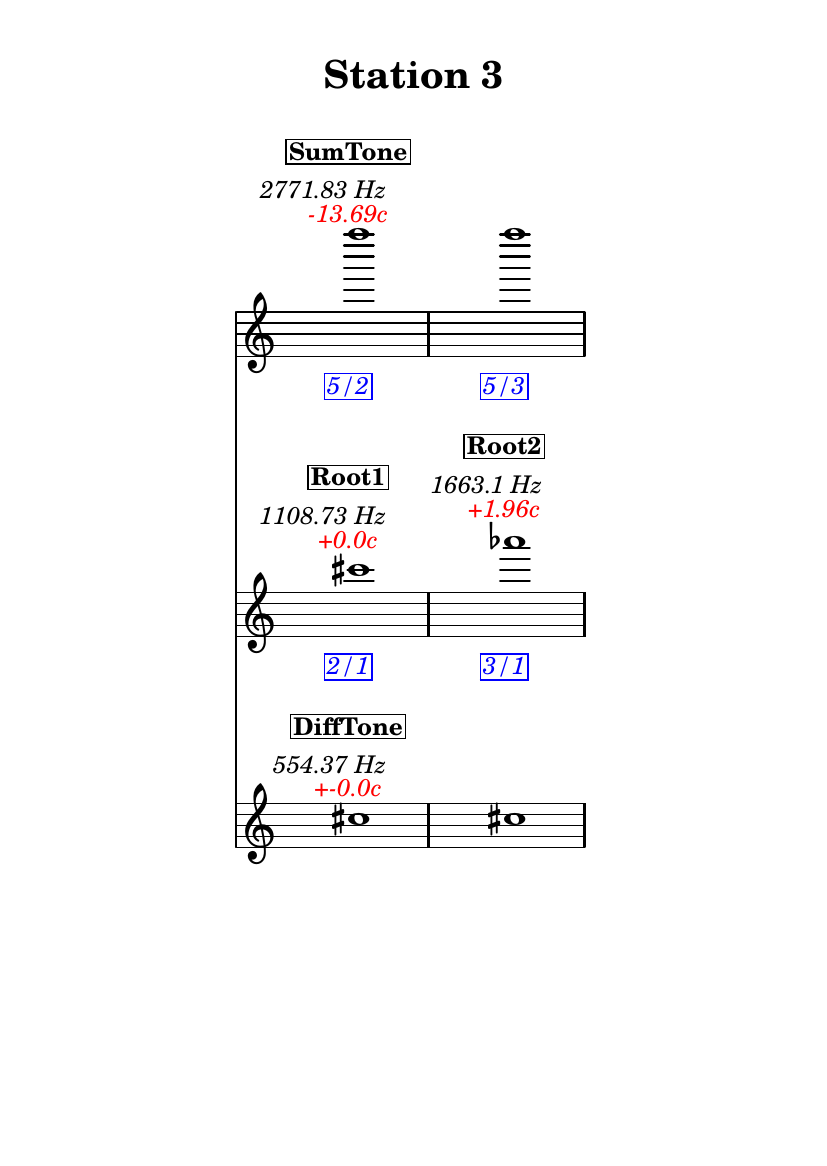 Station 3
SumTone
2771.83 Hz
-13.69c
5/2
5/3
Root1
1108.73 Hz
+0.0c
Root2
1663.1 Hz
+1.96c
2/1
3/1
DiffTone
554.37 Hz
+-0.0c